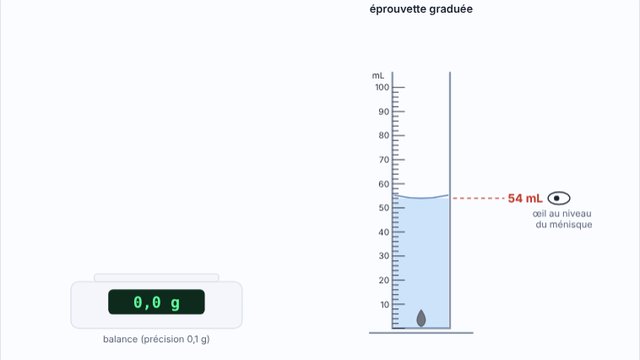 éprouvette graduée
mL
100
90
80
70
60
50
40
30
20
10
54 mL
œil au niveau
du ménisque
0,0 g
balance (précision 0,1 g)